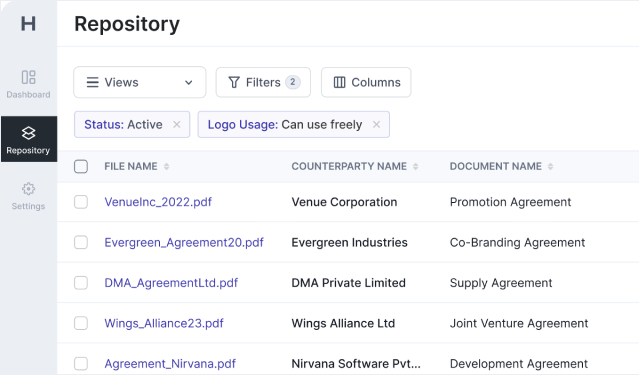 H
Repository
Views
Filters 2
Columns
Dashboard
Status: Active ×
Logo Usage: Can use freely ×
Repository
Settings
FILE NAME COUNTERPARTY NAME DOCUMENT NAME
VenueInc_2022.pdf Venue Corporation Promotion Agreement
Evergreen_Agreement20.pdf Evergreen Industries Co-Branding Agreement
DMA_AgreementLtd.pdf DMA Private Limited Supply Agreement
Wings_Alliance23.pdf Wings Alliance Ltd Joint Venture Agreement
Agreement_Nirvana.pdf Nirvana Software Pvt... Development Agreement